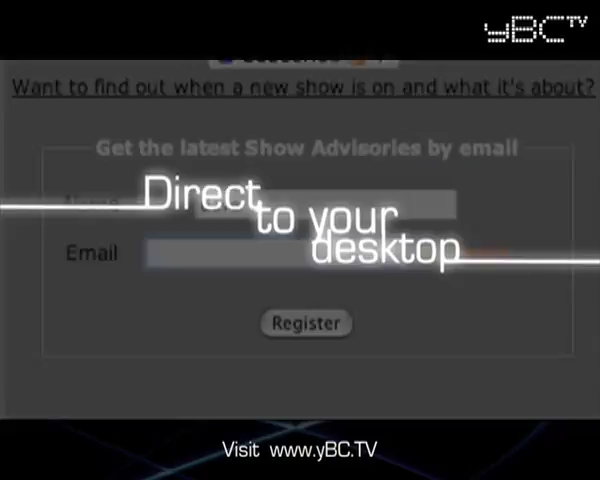 yBCTV
Want to find out when a new show is on and what it's about?
Get the latest Show Advisories by email
Direct
to your
desktop
Email
Register
Visit www.yBC.TV